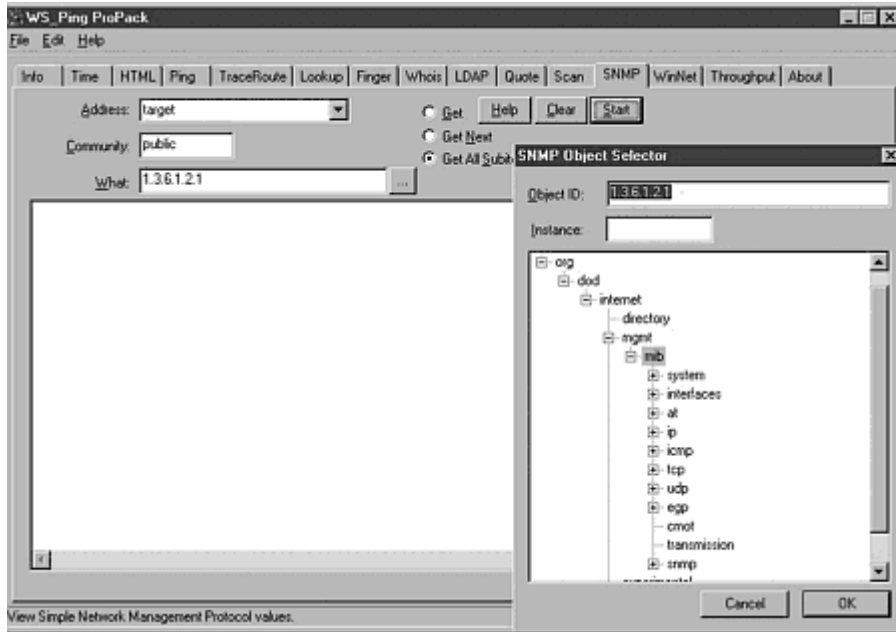 WS_Ping ProPack
File Edit Help
Info Time HTML Ping TraceRoute Lookup Finger Whois LDAP Quote Scan SNMP WinNet Throughput About
Address: target
Get Help Clear Start
Community: public
Get Next
Get All Subit
What: 1.3.6.1.2.1 ...
SNMP Object Selector
Object ID: 1.3.6.1.2.1
Instance:
org
dod
internet
directory
mgmt
mib
system
interfaces
at
ip
icmp
tcp
udp
egp
cmot
transmission
snmp
experimental
Cancel OK
View Simple Network Management Protocol values.